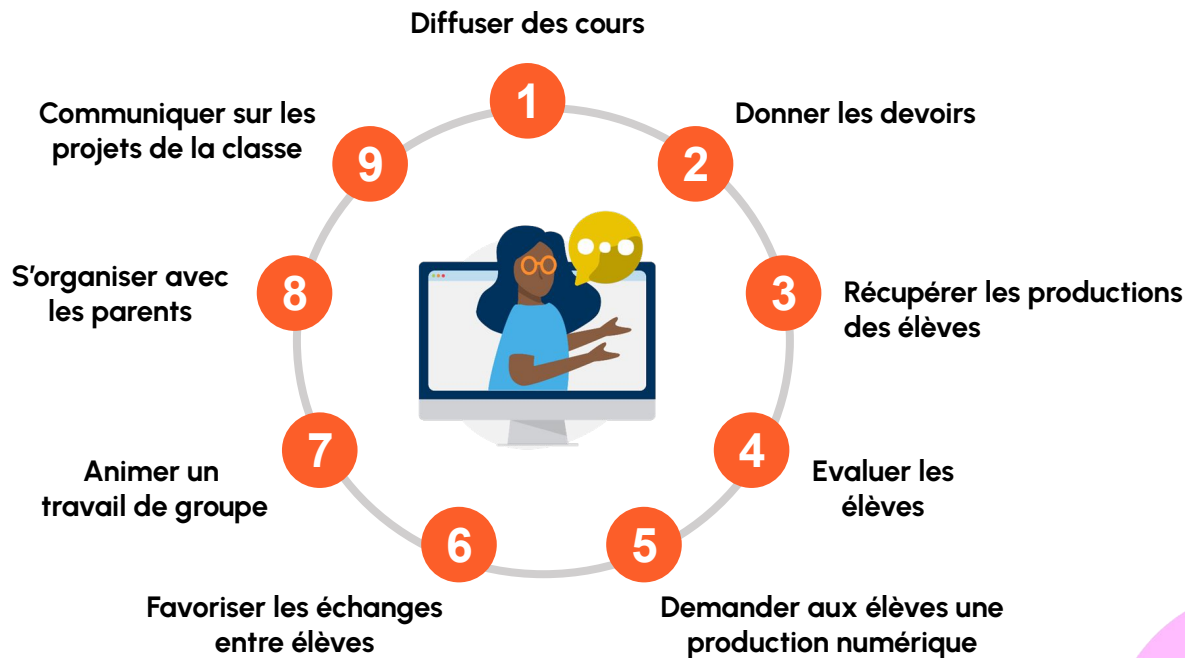 1
Diffuser des cours
2
Donner les devoirs
3
Récupérer les productions
des élèves
4
Evaluer les
élèves
5
Demander aux élèves une
production numérique
6
Favoriser les échanges
entre élèves
7
Animer un
travail de groupe
8
S’organiser avec
les parents
9
Communiquer sur les
projets de la classe